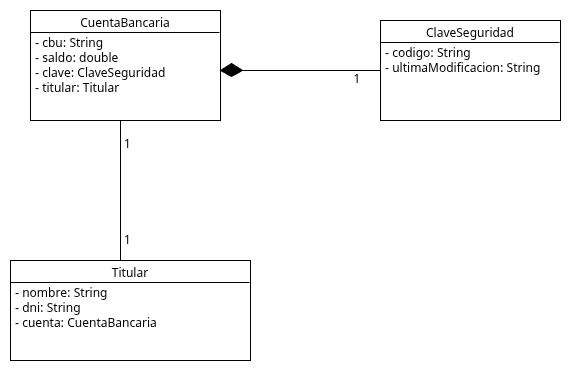 CuentaBancaria
- cbu: String
- saldo: double
- clave: ClaveSeguridad
- titular: Titular
ClaveSeguridad
- codigo: String
- ultimaModificacion: String
1
1
1
Titular
- nombre: String
- dni: String
- cuenta: CuentaBancaria